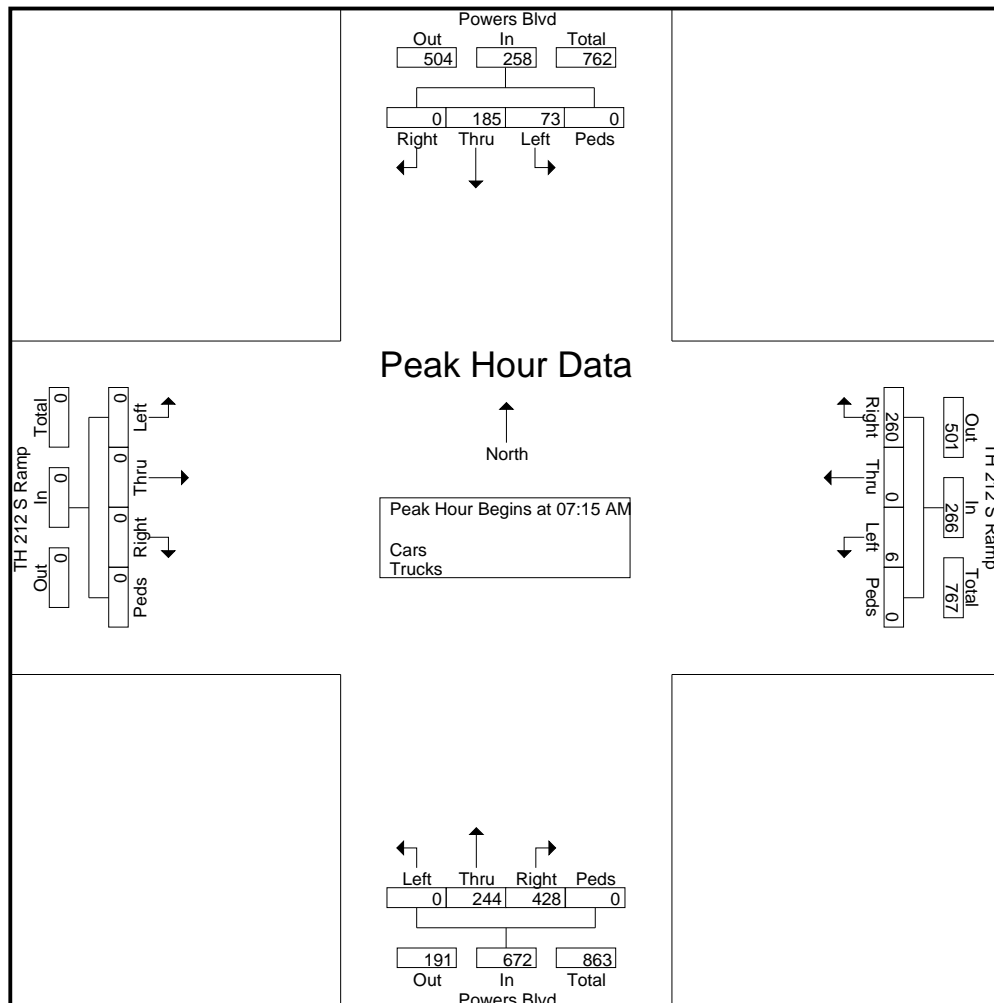 Powers Blvd
Out In Total
504 258 762
0 185 73 0
Right Thru Left Peds
Peak Hour Data
North
Peak Hour Begins at 07:15 AM
Cars
Trucks
TH 212 S Ramp
Total In Out
0 0 0
0 0 0 0
Left Thru Right Peds
TH 212 S Ramp
Out In Total
501 266 767
260 0 6 0
Right Thru Left Peds
Left Thru Right Peds
0 244 428 0
191 672 863
Out In Total
Powers Blvd